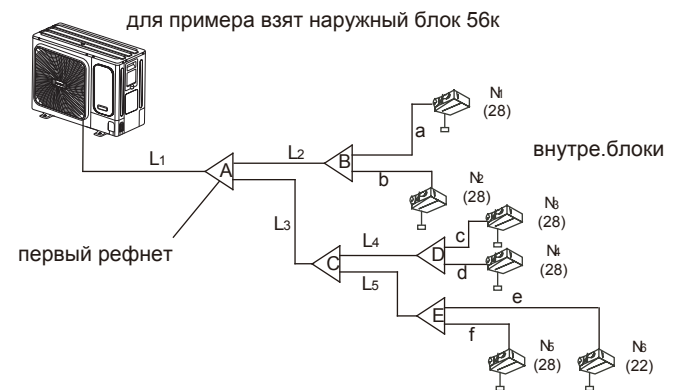 для примера взят наружный блок 56к
N1
(28)
a
внутре.блоки
L1
A
L2
B
b
N2
(28)
N3
(28)
L3
первый рефнет
L4
c
D
N4
(28)
C
d
L5
e
E
f
N5
(28)
N6
(22)